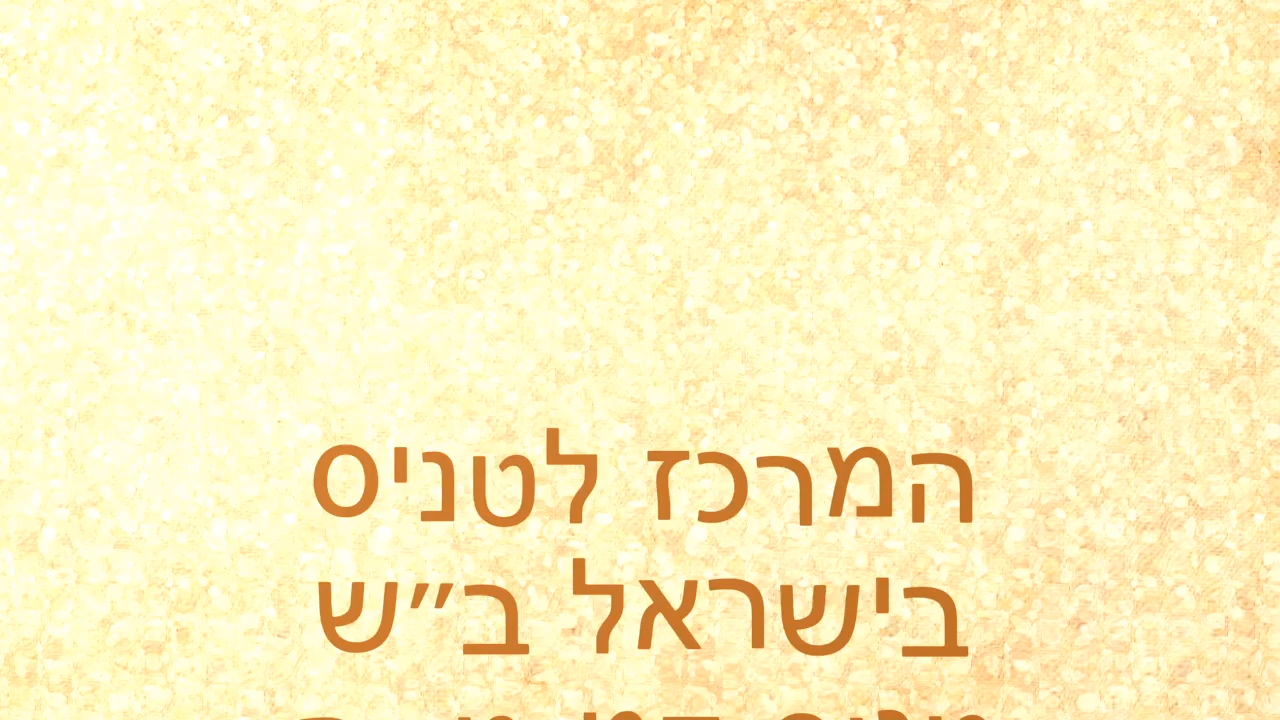 המרכז לטניס
בישראל ב״ש